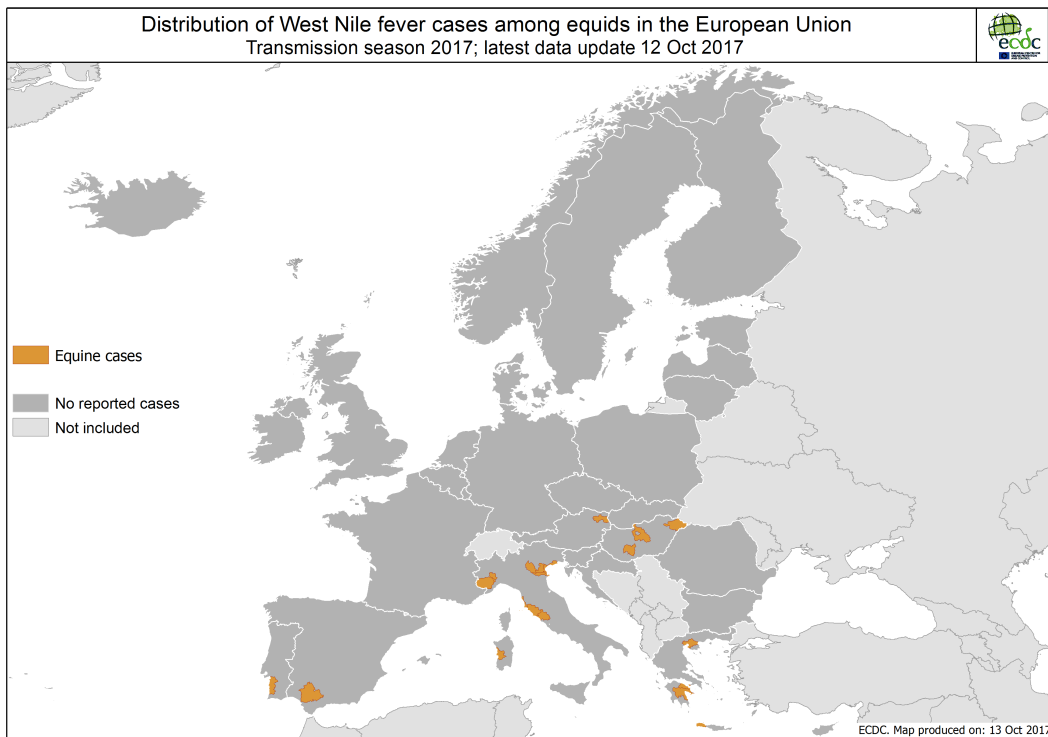 Distribution of West Nile fever cases among equids in the European Union
Transmission season 2017; latest data update 12 Oct 2017
ecdc
Equine cases
No reported cases
Not included
ECDC. Map produced on: 13 Oct 2017